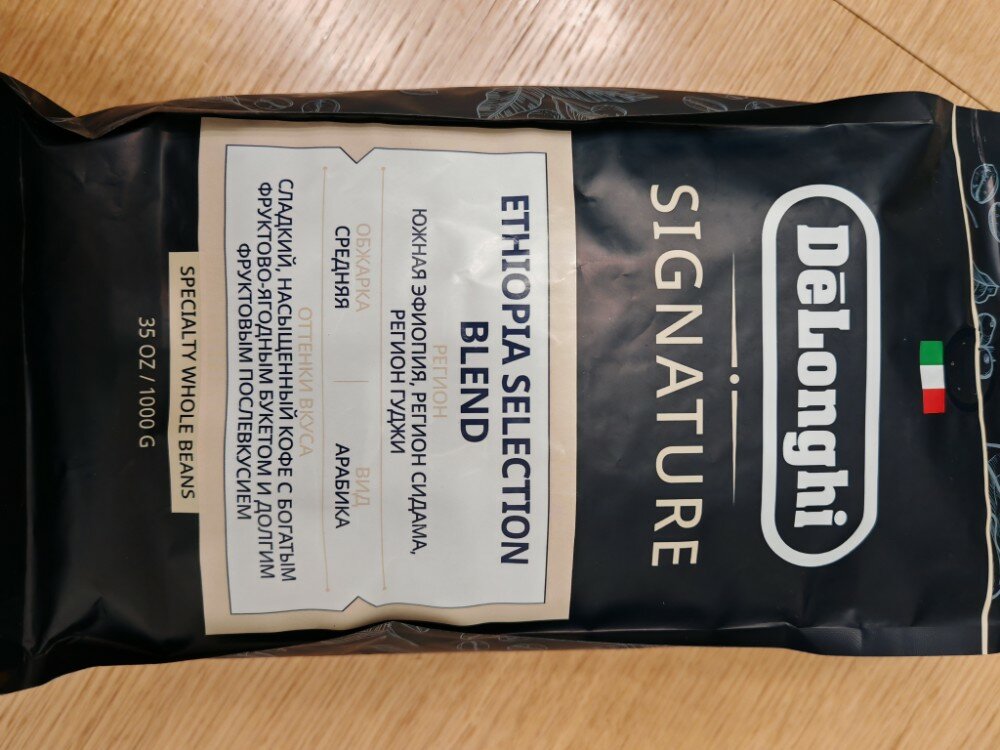 DeLonghi
SIGNATURE
ETHIOPIA SELECTION
BLEND
РЕГИОН
ЮЖНАЯ ЭФИОПИЯ, РЕГИОН СИДАМА,
РЕГИОН ГУДЖИ
ОБЖАРКА
СРЕДНЯЯ
ВИД
АРАБИКА
ОТТЕНКИ ВКУСА
СЛАДКИЙ, НАСЫЩЕННЫЙ КОФЕ С БОГАТЫМ
ФРУКТОВО-ЯГОДНЫМ БУКЕТОМ И ДОЛГИМ
ФРУКТОВЫМ ПОСЛЕВКУСИЕМ
SPECIALTY WHOLE BEANS
35 OZ / 1000 G